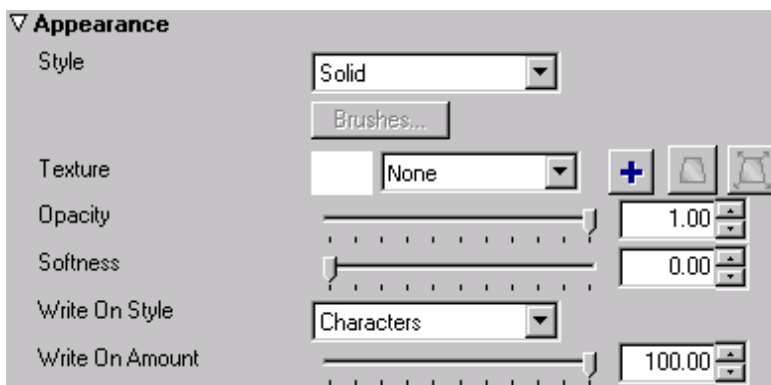 Appearance
Style Solid
Brushes...
Texture None
Opacity 1.00
Softness 0.00
Write On Style Characters
Write On Amount 100.00